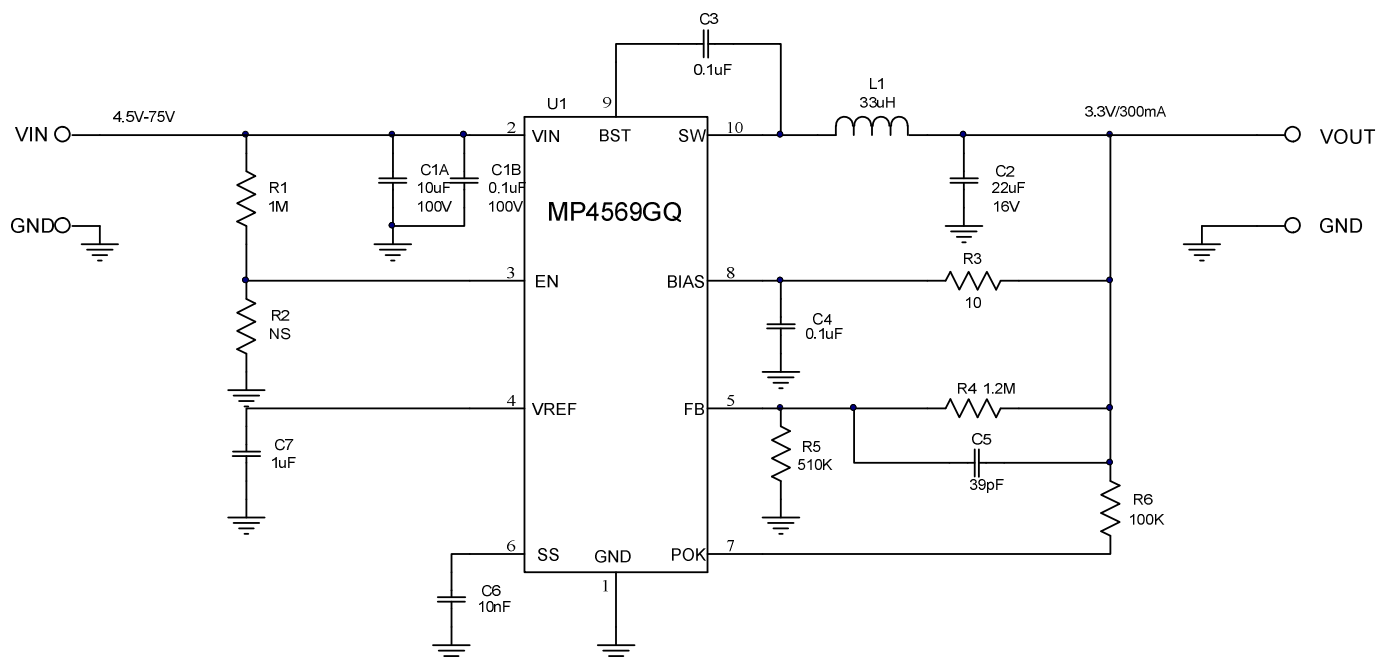 C3
0.1uF
L1
33uH
4.5V-75V
U1
9
3.3V/300mA
VIN
2
VIN
BST
SW
10
VOUT
R1
1M
C1A
10uF
100V
C1B
0.1uF
100V
C2
22uF
16V
MP4569GQ
GND
GND
3
EN
BIAS
8
R3
10
R2
NS
C4
0.1uF
4
VREF
FB
5
R4 1.2M
C7
1uF
R5
510K
C5
39pF
R6
100K
6
SS
GND
POK
7
1
C6
10nF